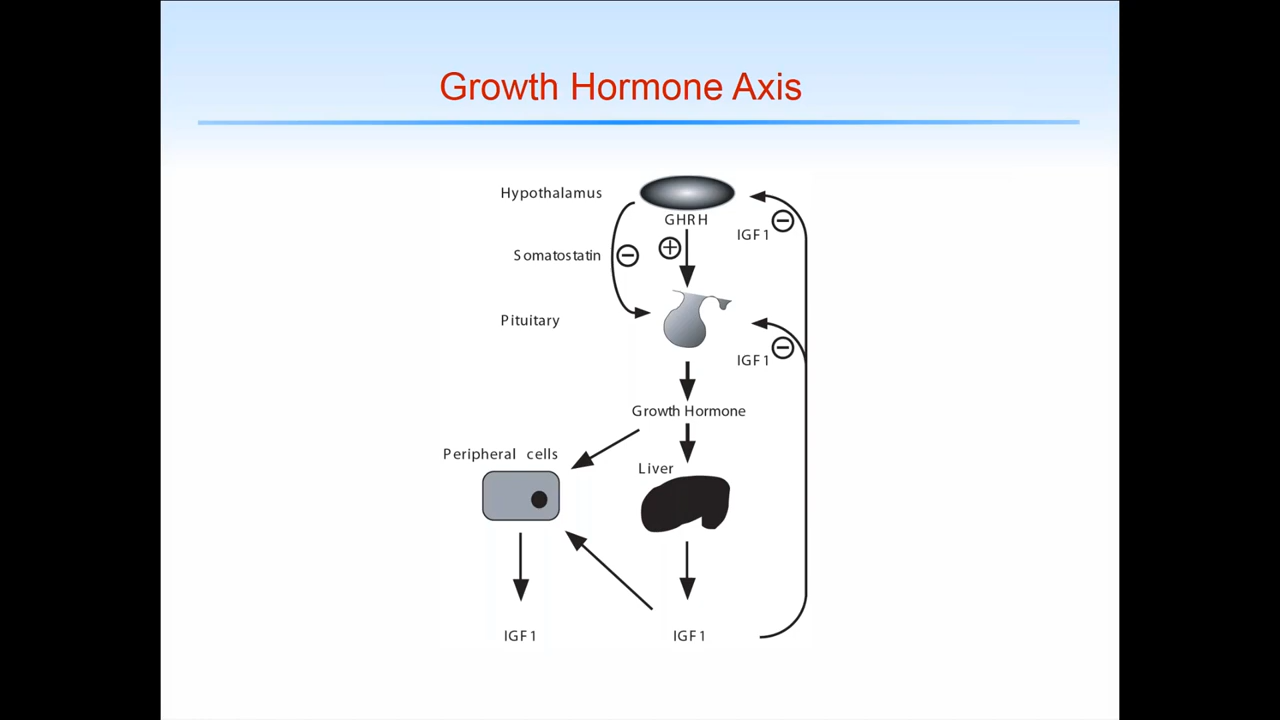 Growth Hormone Axis
Hypothalamus
GHRH
IGF1
Somatostatin
Pituitary
IGF1
Growth Hormone
Peripheral cells
Liver
IGF1
IGF1